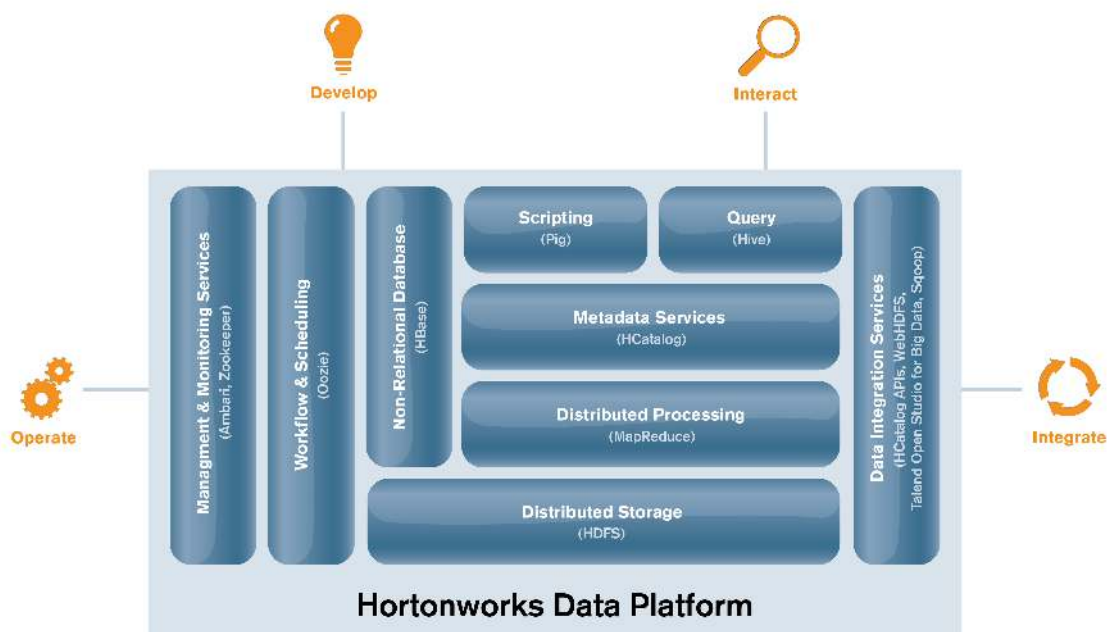 Develop
Interact
Operate
Integrate
Managment & Monitoring Services
(Ambari, Zookeeper)
Workflow & Scheduling
(Oozie)
Non-Relational Database
(HBase)
Scripting
(Pig)
Query
(Hive)
Metadata Services
(HCatalog)
Distributed Processing
(MapReduce)
Distributed Storage
(HDFS)
Data Integration Services
(HCatalog APIs, WebHDFS,
Talend Open Studio for Big Data, Sqoop)
Hortonworks Data Platform